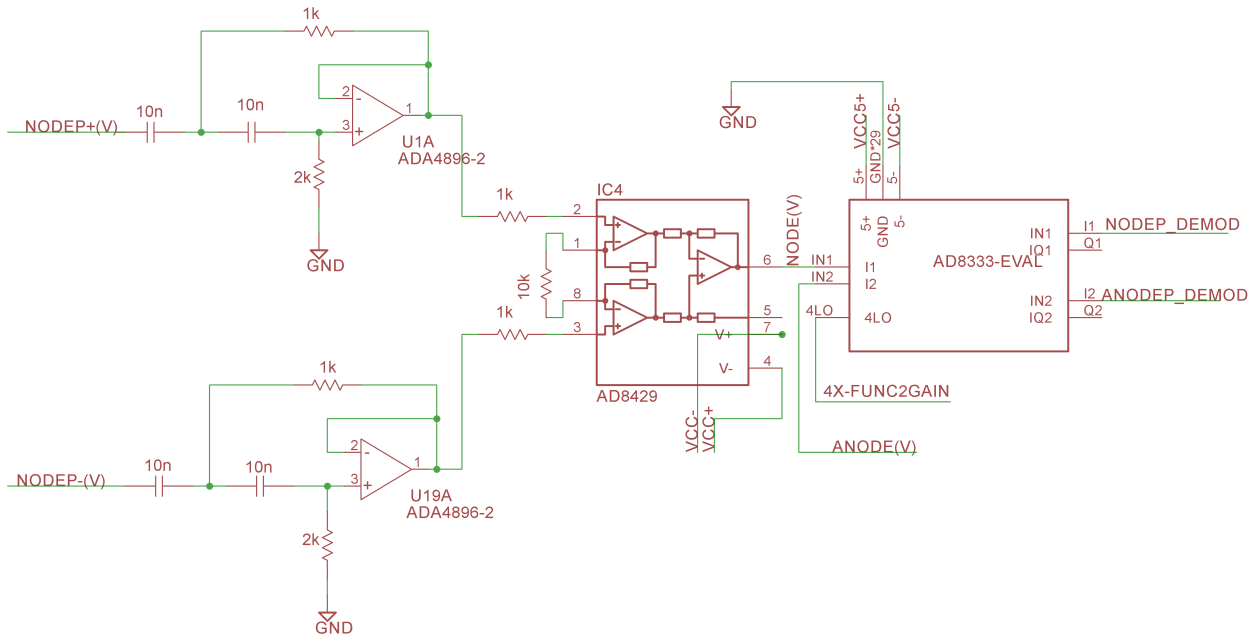 1k
10n
10n
NODEP+(V)
2
-
3
+
1
U1A
ADA4896-2
2k
GND
1k
10k
1k
IC4
2
1
8
3
6
5
7
4
V+
V-
AD8429
VCC-
VCC+
NODE(V)
GND
VCC5+
GND*29
VCC5-
5+
5-
5+
GND
5-
IN1
IN2
4LO
I1
I2
4LO
AD8333-EVAL
IN1
IQ1
IN2
IQ2
I1
Q1
I2
Q2
NODEP_DEMOD
ANODEP_DEMOD
4X-FUNC2GAIN
ANODE(V)
1k
10n
10n
NODEP-(V)
2
-
3
+
1
U19A
ADA4896-2
2k
GND